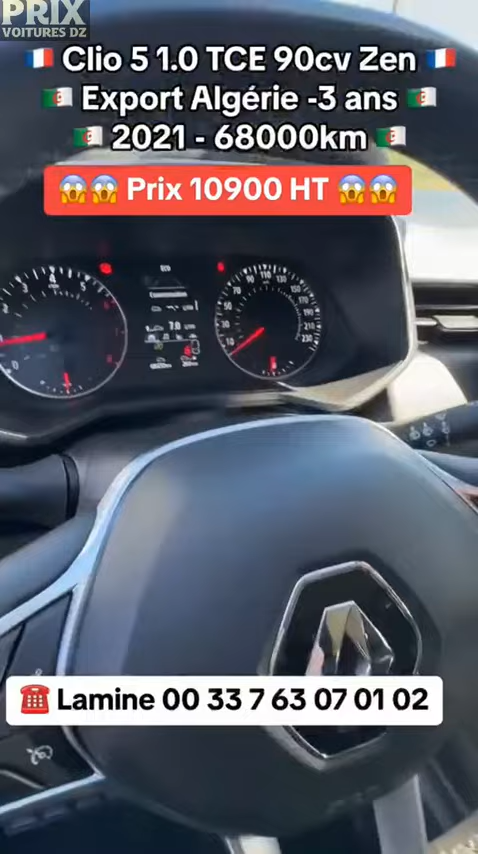 PRIX
VOITURES DZ
🇫🇷 Clio 5 1.0 TCE 90cv Zen 🇫🇷
🇩🇿 Export Algérie -3 ans 🇩🇿
🇩🇿 2021 - 68000km 🇩🇿
😱😱 Prix 10900 HT 😱😱
Eco
☎️ Lamine 00 33 7 63 07 01 02